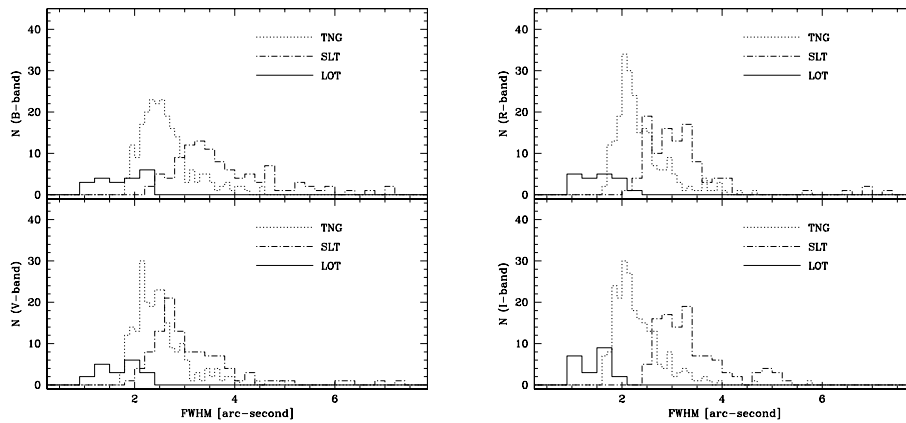 N (B-band)
40
30
20
10
0
TNG
SLT
LOT
N (R-band)
40
30
20
10
0
TNG
SLT
LOT
N (V-band)
40
30
20
10
0
TNG
SLT
LOT
2 4 6
FWHM [arc-second]
N (I-band)
40
30
20
10
0
TNG
SLT
LOT
2 4 6
FWHM [arc-second]